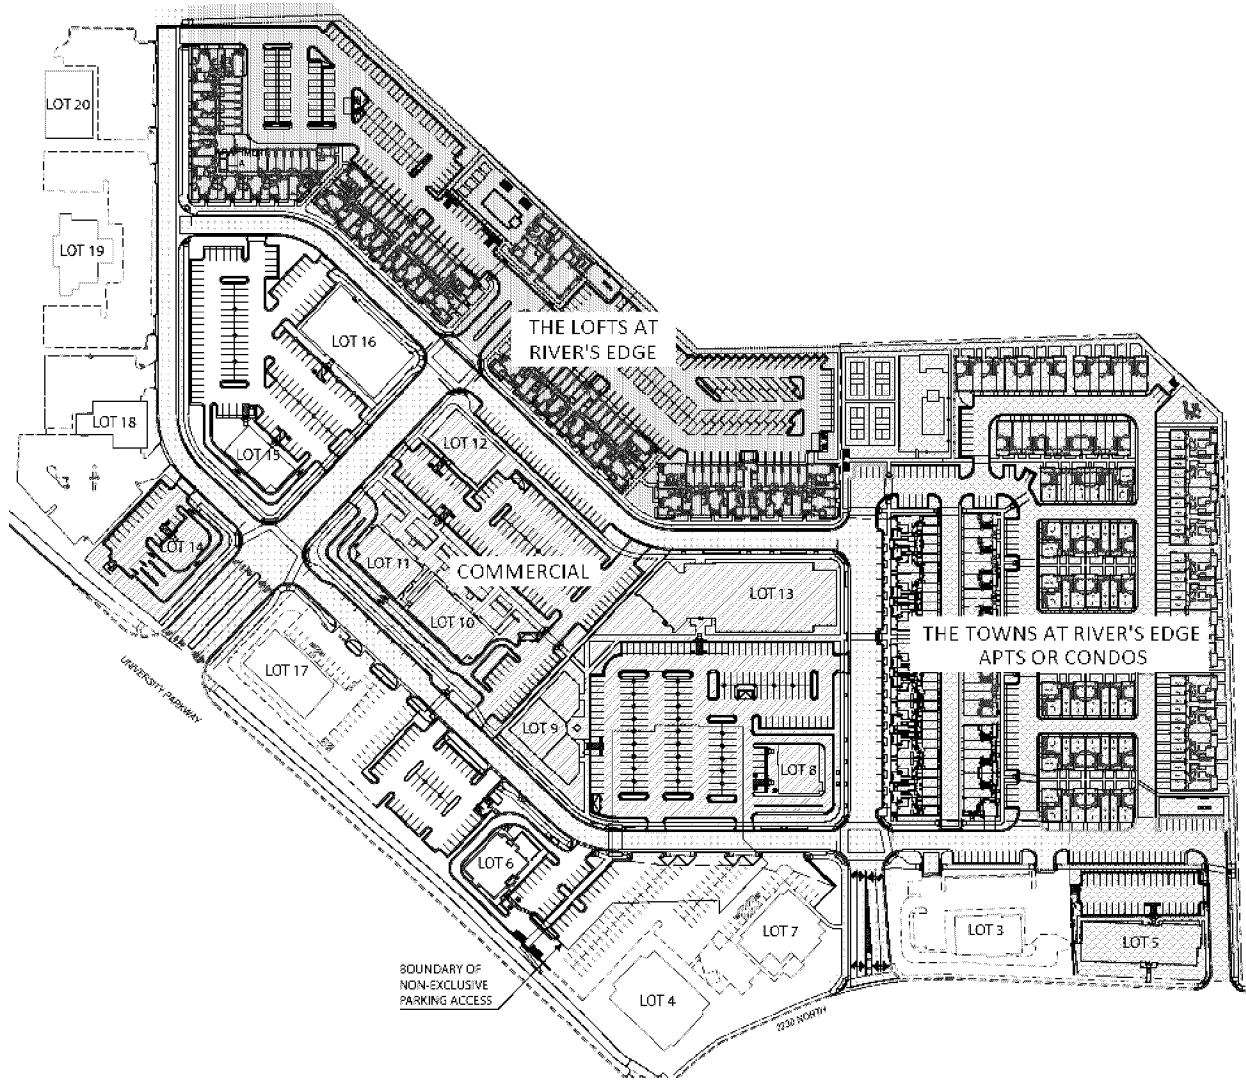 LOT 20
LOT 19
LOT 18
LOT 16
LOT 15
LOT 14
THE LOFTS AT
RIVER'S EDGE
LOT 12
LOT 11
COMMERCIAL
LOT 10
LOT 13
THE TOWNS AT RIVER'S EDGE
APTS OR CONDOS
UNIVERSITY PARKWAY
LOT 17
LOT 9
LOT 8
LOT 6
LOT 7
LOT 3
LOT 5
LOT 4
BOUNDARY OF
NON-EXCLUSIVE
PARKING ACCESS
2230 NORTH